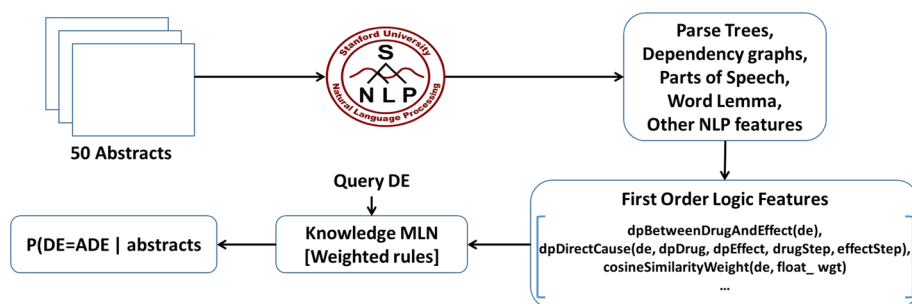 50 Abstracts
Stanford University
S
N L P
Natural Language Processing
Parse Trees,
Dependency graphs,
Parts of Speech,
Word Lemma,
Other NLP features
First Order Logic Features
dpBetweenDrugAndEffect(de),
dpDirectCause(de, dpDrug, dpEffect, drugStep, effectStep),
cosineSimilarityWeight(de, float_ wgt)
...
Query DE
Knowledge MLN
[Weighted rules]
P(DE=ADE | abstracts